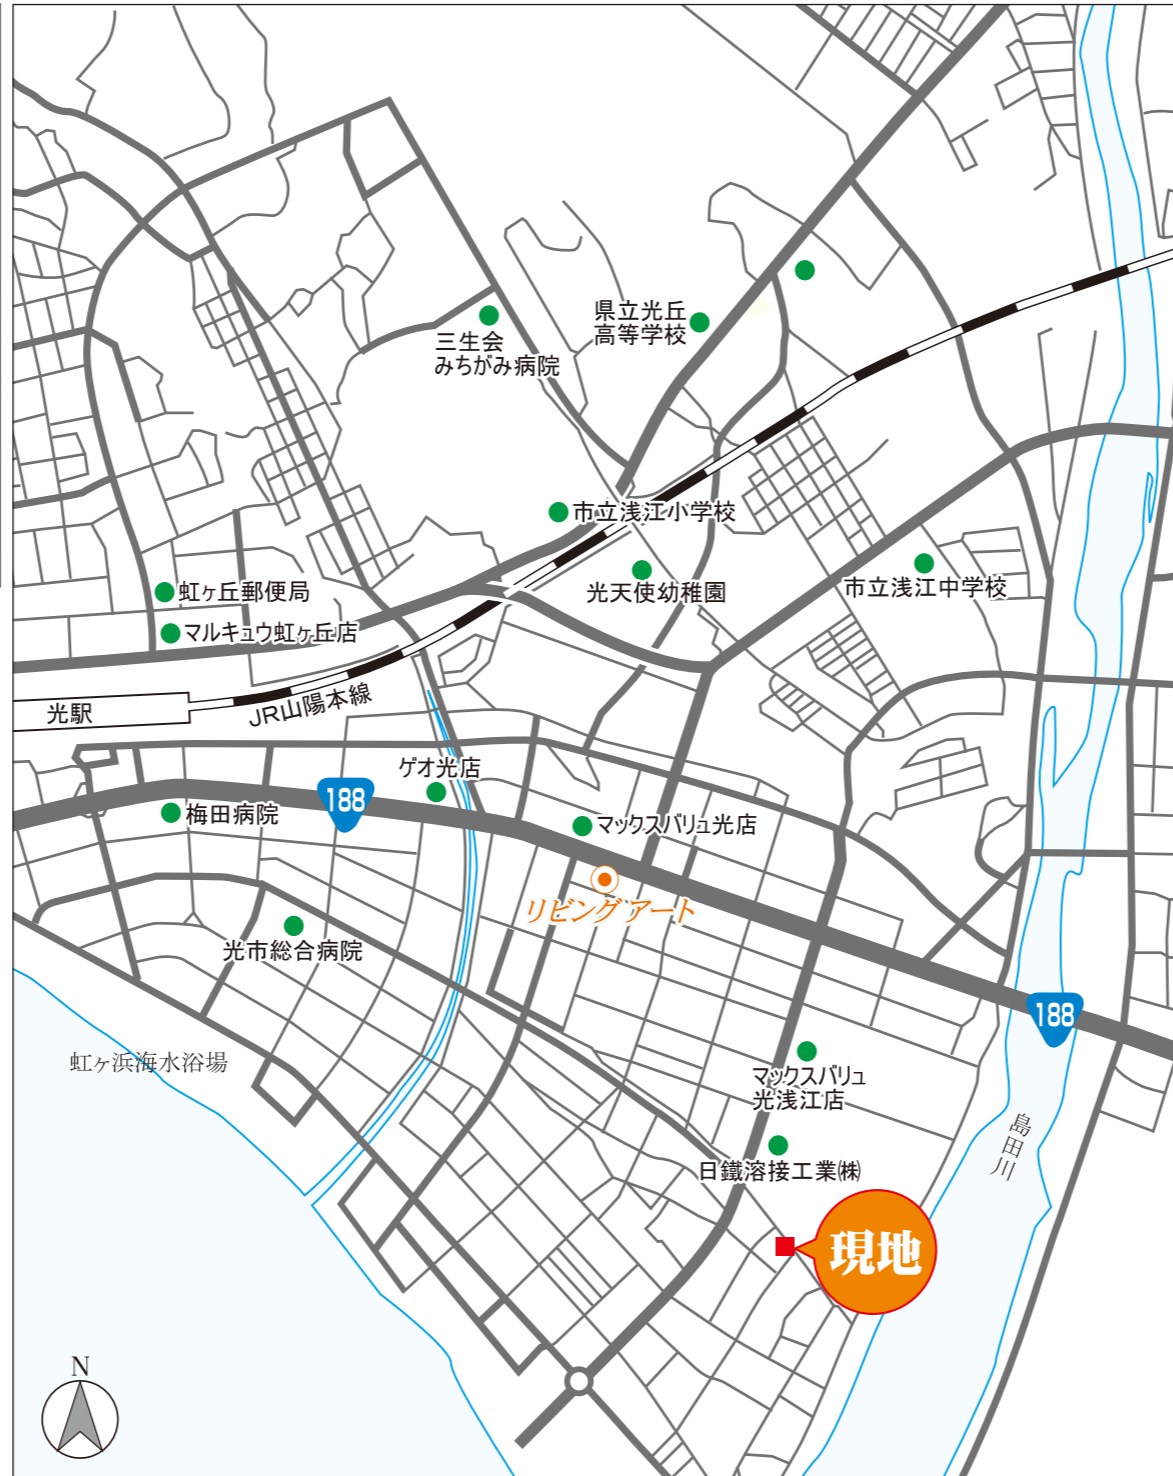 県立光丘
高等学校
三生会
みちがみ病院
市立浅江小学校
光天使幼稚園
市立浅江中学校
虹ヶ丘郵便局
マルキュウ虹ヶ丘店
光駅
JR山陽本線
ゲオ光店
188
梅田病院
マックスバリュ光店
リビングアート
光市総合病院
188
虹ヶ浜海水浴場
マックスバリュ
光浅江店
島田川
日鐵溶接工業㈱
現地
N